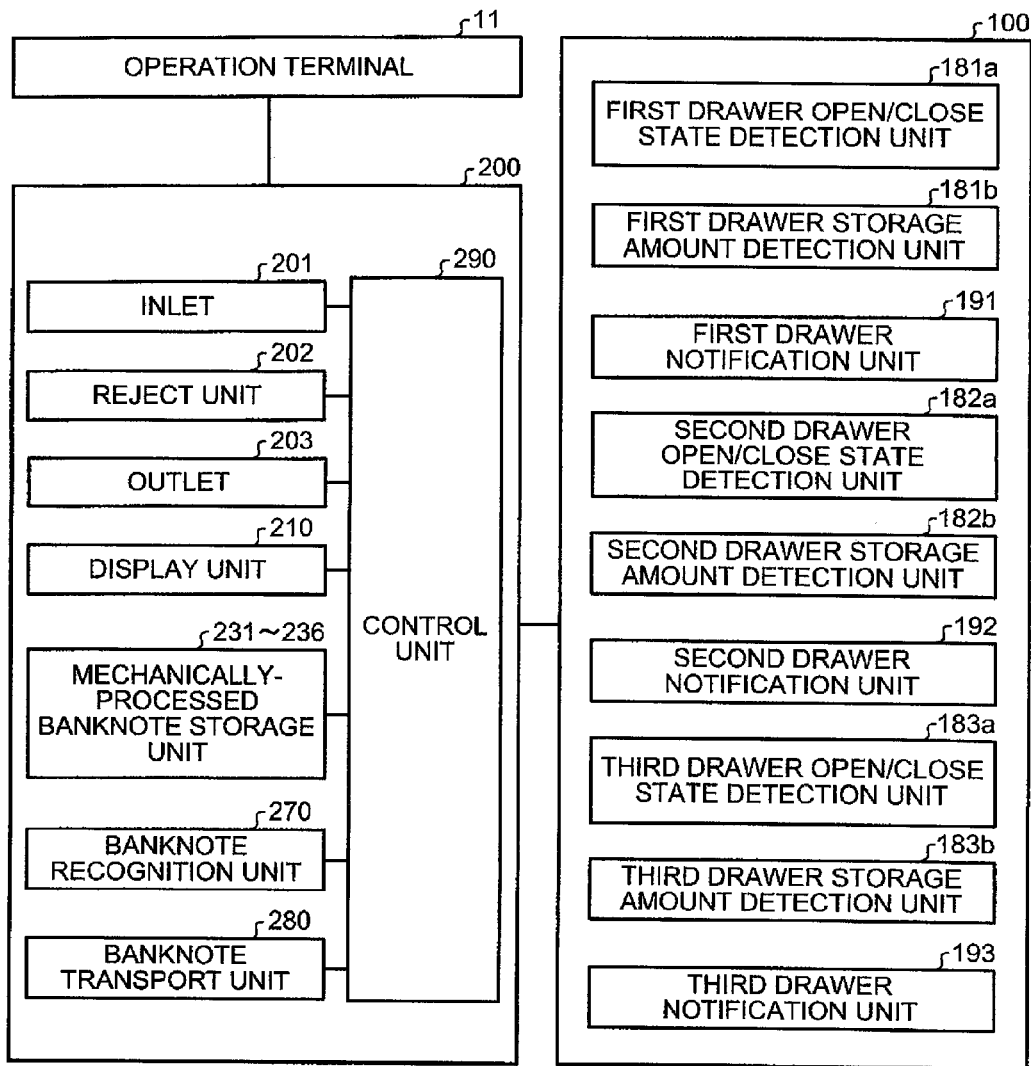 11
OPERATION TERMINAL
200
201
INLET
202
REJECT UNIT
203
OUTLET
210
DISPLAY UNIT
231~236
MECHANICALLY-
PROCESSED
BANKNOTE STORAGE
UNIT
270
BANKNOTE
RECOGNITION UNIT
280
BANKNOTE
TRANSPORT UNIT
290
CONTROL
UNIT
100
181a
FIRST DRAWER OPEN/CLOSE
STATE DETECTION UNIT
181b
FIRST DRAWER STORAGE
AMOUNT DETECTION UNIT
191
FIRST DRAWER
NOTIFICATION UNIT
182a
SECOND DRAWER
OPEN/CLOSE STATE
DETECTION UNIT
182b
SECOND DRAWER STORAGE
AMOUNT DETECTION UNIT
192
SECOND DRAWER
NOTIFICATION UNIT
183a
THIRD DRAWER OPEN/CLOSE
STATE DETECTION UNIT
183b
THIRD DRAWER STORAGE
AMOUNT DETECTION UNIT
193
THIRD DRAWER
NOTIFICATION UNIT